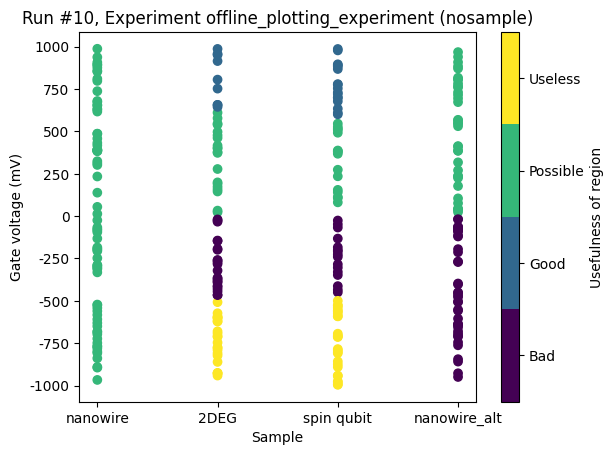 Run #10, Experiment offline_plotting_experiment (nosample)
1000
750
500
250
0
-250
-500
-750
-1000
Gate voltage (mV)
nanowire
2DEG
spin qubit
nanowire_alt
Sample
Useless
Possible
Good
Bad
Usefulness of region